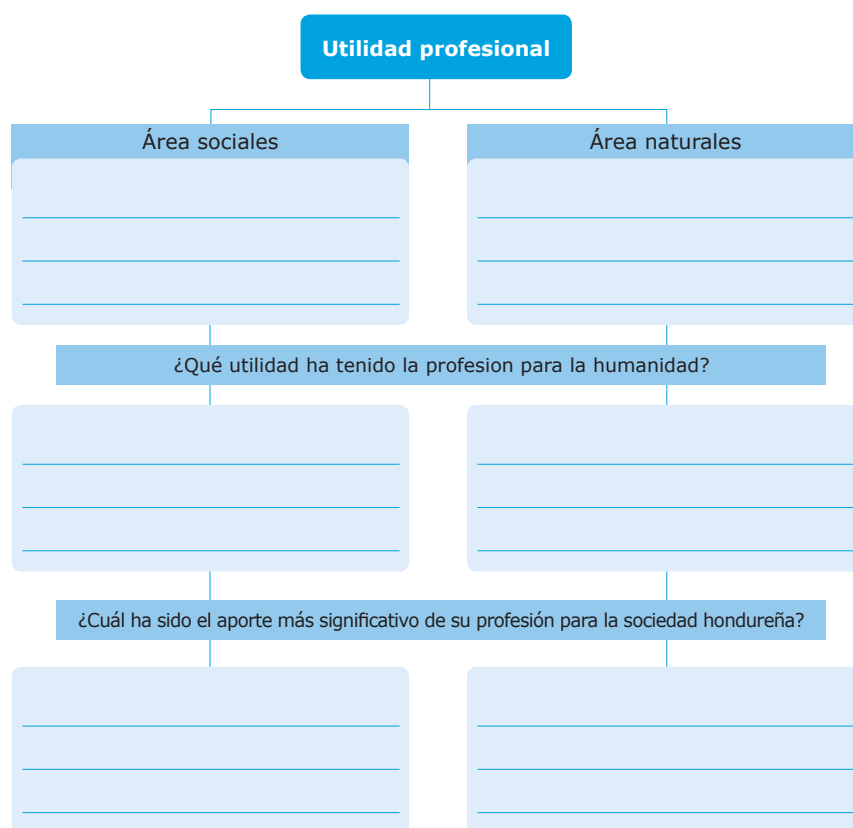 Utilidad profesional
Área sociales
Área naturales
¿Qué utilidad ha tenido la profesion para la humanidad?
¿Cuál ha sido el aporte más significativo de su profesión para la sociedad hondureña?